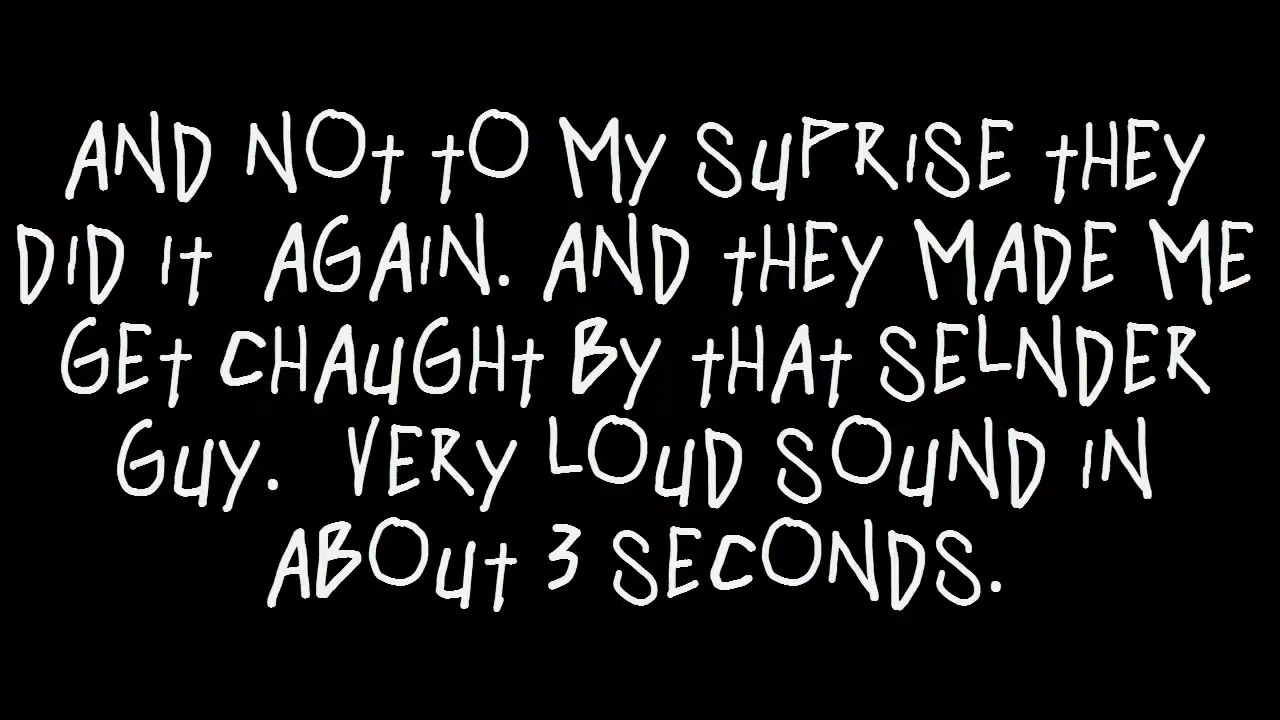 AND NOt tO MY SUPRISE tHEY
DID It  AGAIN. AND tHEY MADE ME
GEt CHAUGHt BY tHAt SELNDER
GUY.  VERY LOUD SOUND IN
ABOUt 3 SECONDS.